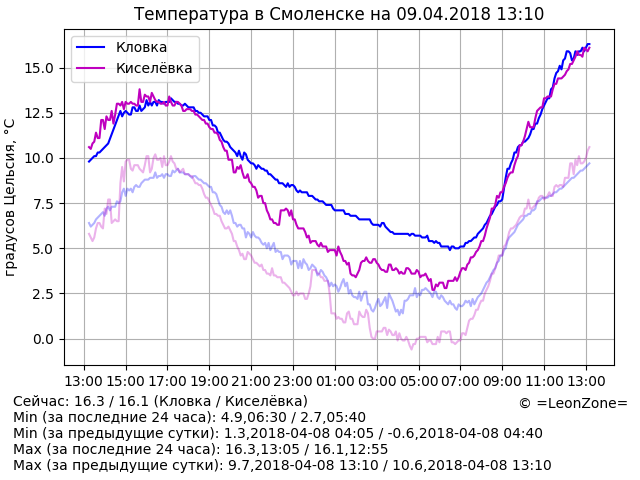 Температура в Смоленске на 09.04.2018 13:10
Кловка
Киселёвка
градусов Цельсия, °C
15.0
12.5
10.0
7.5
5.0
2.5
0.0
13:00 15:00 17:00 19:00 21:00 23:00 01:00 03:00 05:00 07:00 09:00 11:00 13:00
Сейчас: 16.3 / 16.1 (Кловка / Киселёвка)
© =LeonZone=
Min (за последние 24 часа): 4.9,06:30 / 2.7,05:40
Min (за предыдущие сутки): 1.3,2018-04-08 04:05 / -0.6,2018-04-08 04:40
Max (за последние 24 часа): 16.3,13:05 / 16.1,12:55
Max (за предыдущие сутки): 9.7,2018-04-08 13:10 / 10.6,2018-04-08 13:10